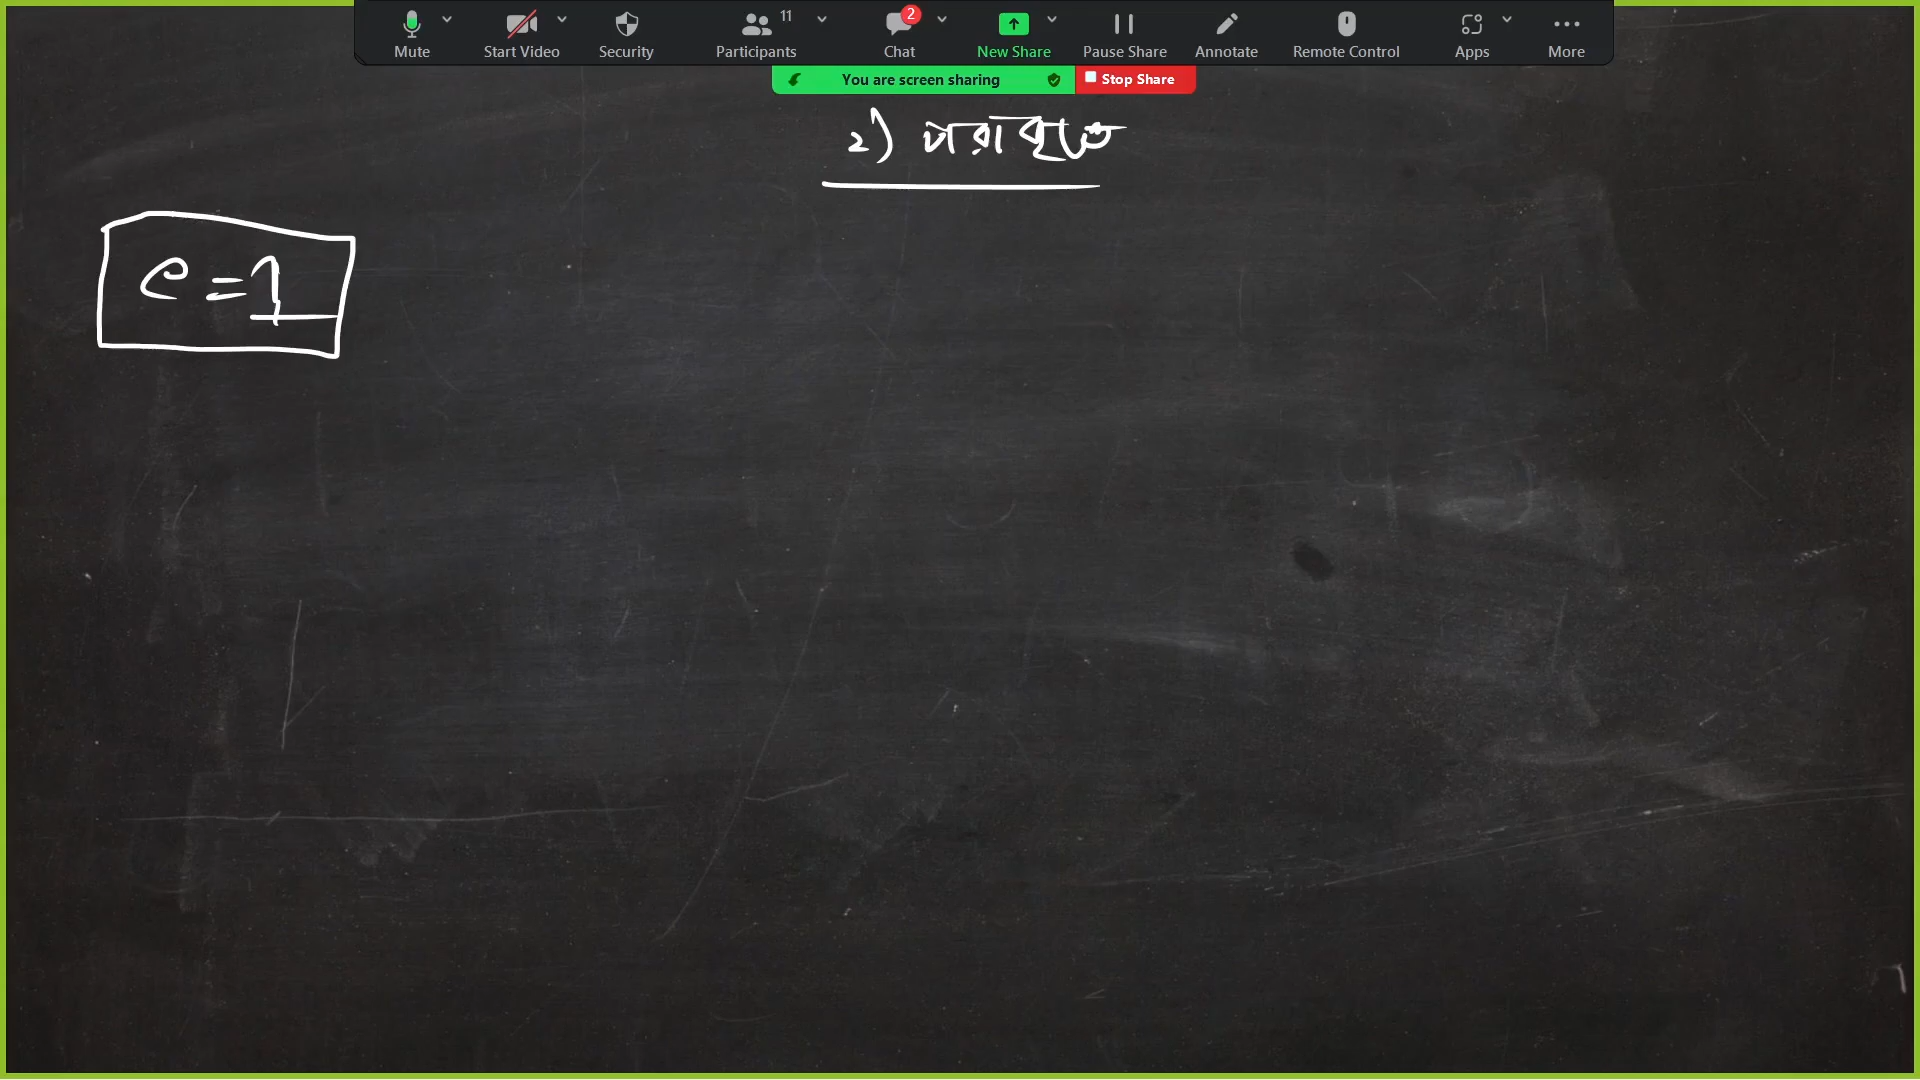 Mute
Start Video
Security
Participants 11
Chat 2
New Share
Pause Share
Annotate
Remote Control
Apps
More
You are screen sharing
Stop Share
২) পরাবৃত্ত
e = 1